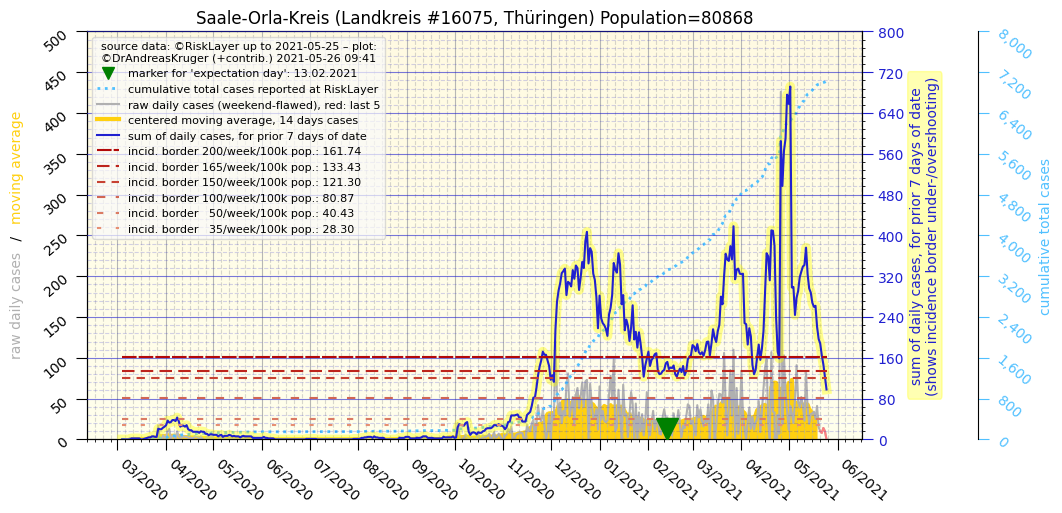 Saale-Orla-Kreis (Landkreis #16075, Thüringen) Population=80868
source data: ©RiskLayer up to 2021-05-25 – plot:
©DrAndreasKruger (+contrib.) 2021-05-26 09:41
marker for 'expectation day': 13.02.2021
cumulative total cases reported at RiskLayer
raw daily cases (weekend-flawed), red: last 5
centered moving average, 14 days cases
sum of daily cases, for prior 7 days of date
incid. border 200/week/100k pop.: 161.74
incid. border 165/week/100k pop.: 133.43
incid. border 150/week/100k pop.: 121.30
incid. border 100/week/100k pop.: 80.87
incid. border 50/week/100k pop.: 40.43
incid. border 35/week/100k pop.: 28.30
raw daily cases / moving average
500
450
400
350
300
250
200
150
100
50
0
03/2020
04/2020
05/2020
06/2020
07/2020
08/2020
09/2020
10/2020
11/2020
12/2020
01/2021
02/2021
03/2021
04/2021
05/2021
06/2021
800
720
640
560
480
400
320
240
160
80
0
sum of daily cases, for prior 7 days of date
(shows incidence border under-/overshooting)
8,000
7,200
6,400
5,600
4,800
4,000
3,200
2,400
1,600
800
0
cumulative total cases